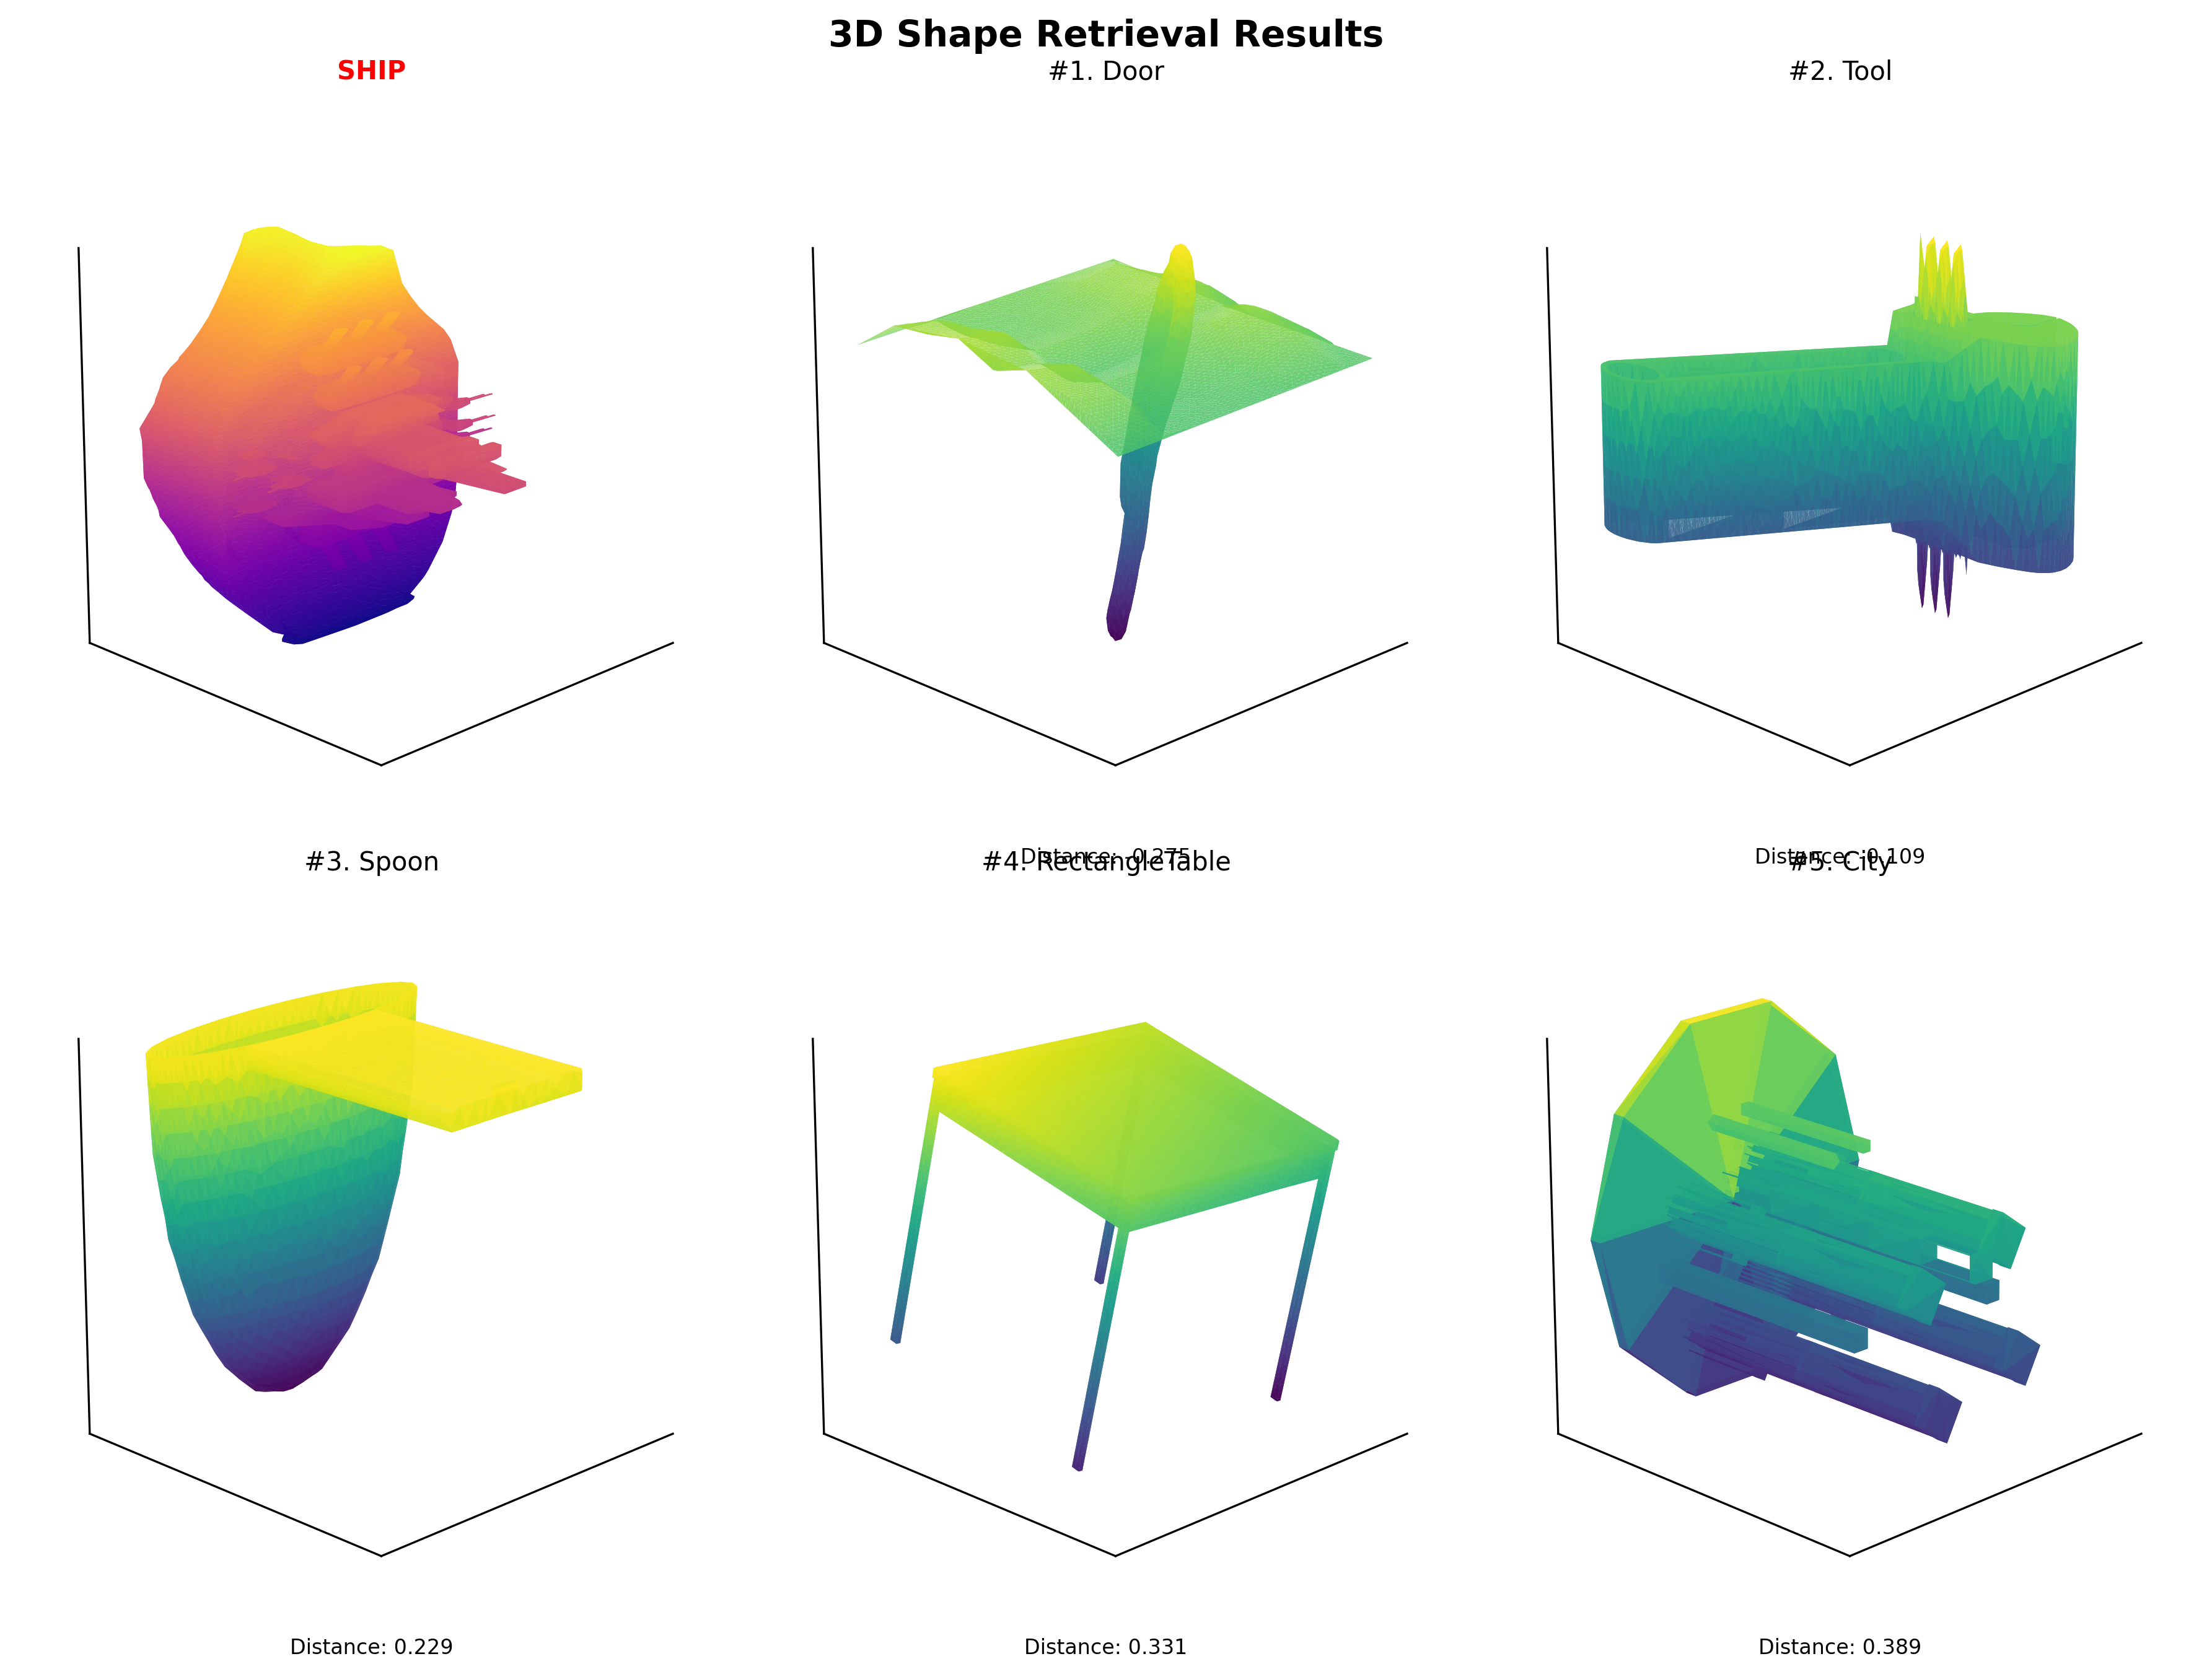 3D Shape Retrieval Results
SHIP
#1. Door
#2. Tool
Distance: -0.275
Distance: -0.109
#3. Spoon
#4. RectangleTable
#5. City
Distance: 0.229
Distance: 0.331
Distance: 0.389